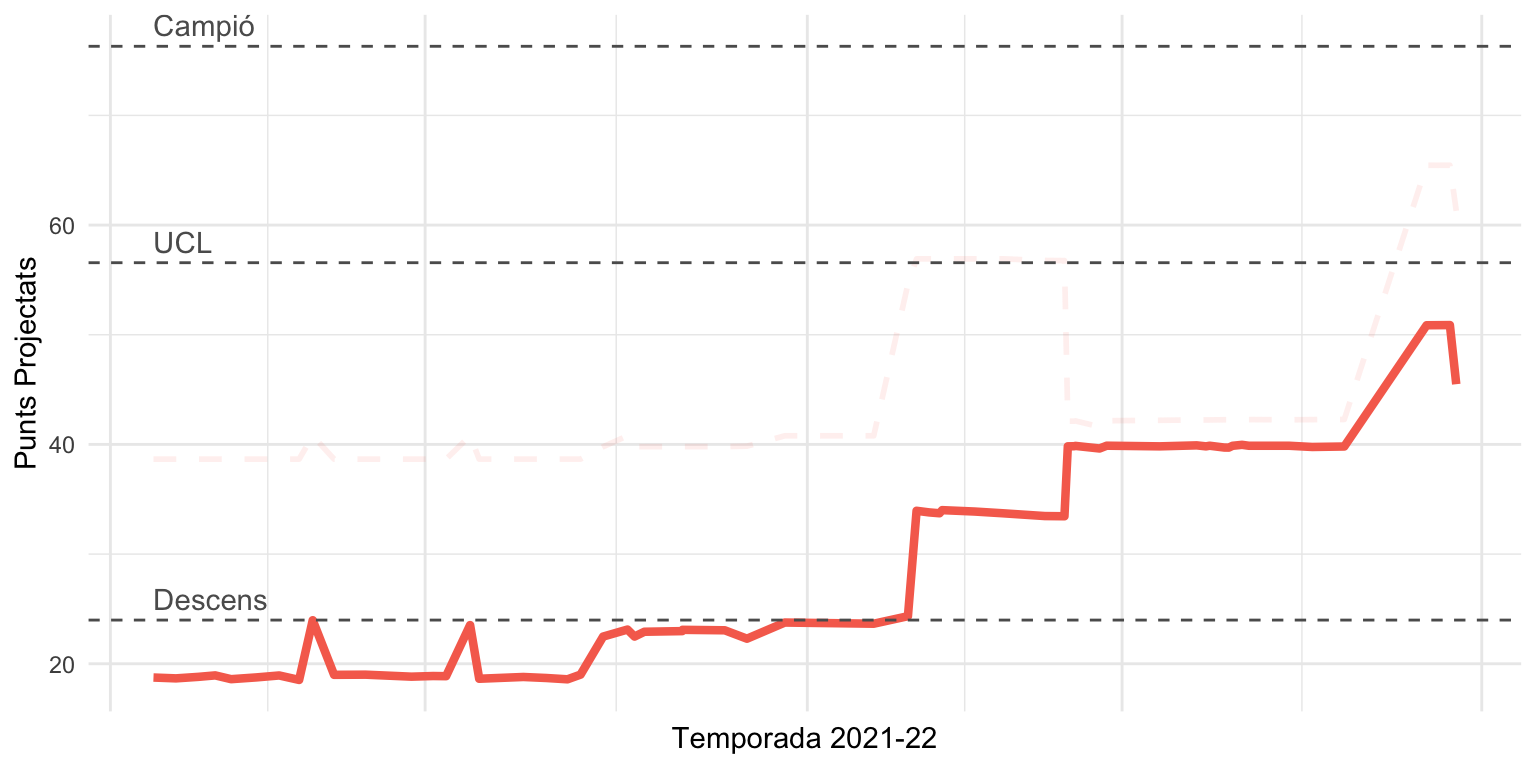 Campió
60
UCL
40
Descens
20
Punts Projectats
Temporada 2021-22